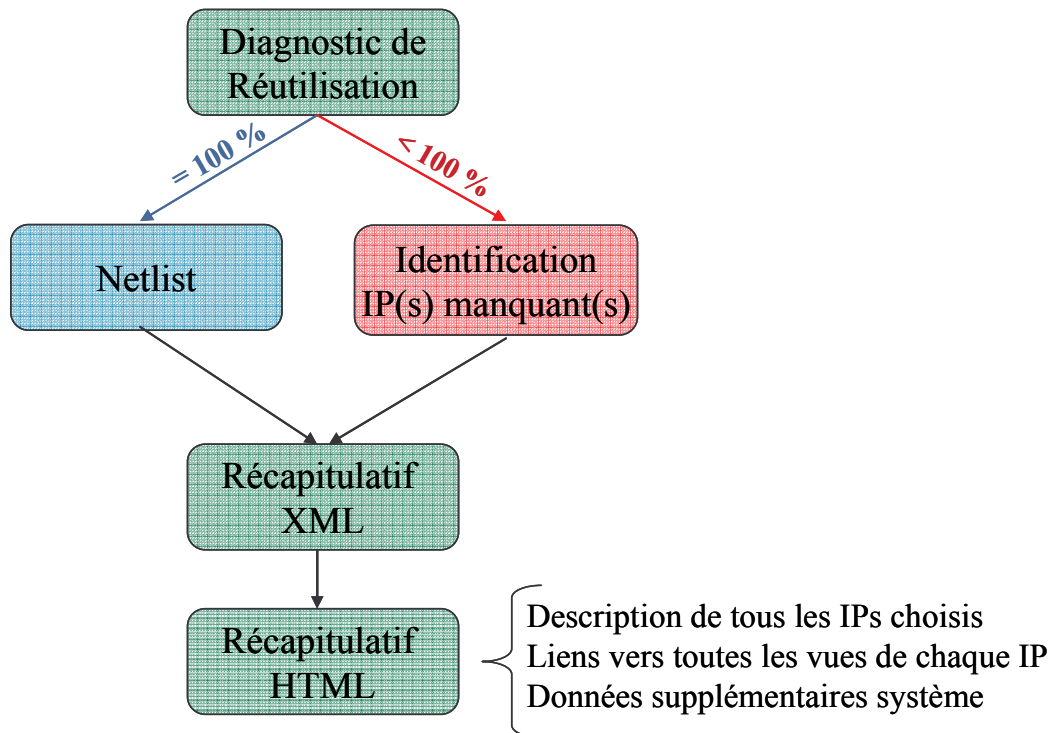 Diagnostic de
Réutilisation
= 100 %
< 100 %
Netlist
Identification
IP(s) manquant(s)
Récapitulatif
XML
Récapitulatif
HTML
Description de tous les IPs choisis
Liens vers toutes les vues de chaque IP
Données supplémentaires système